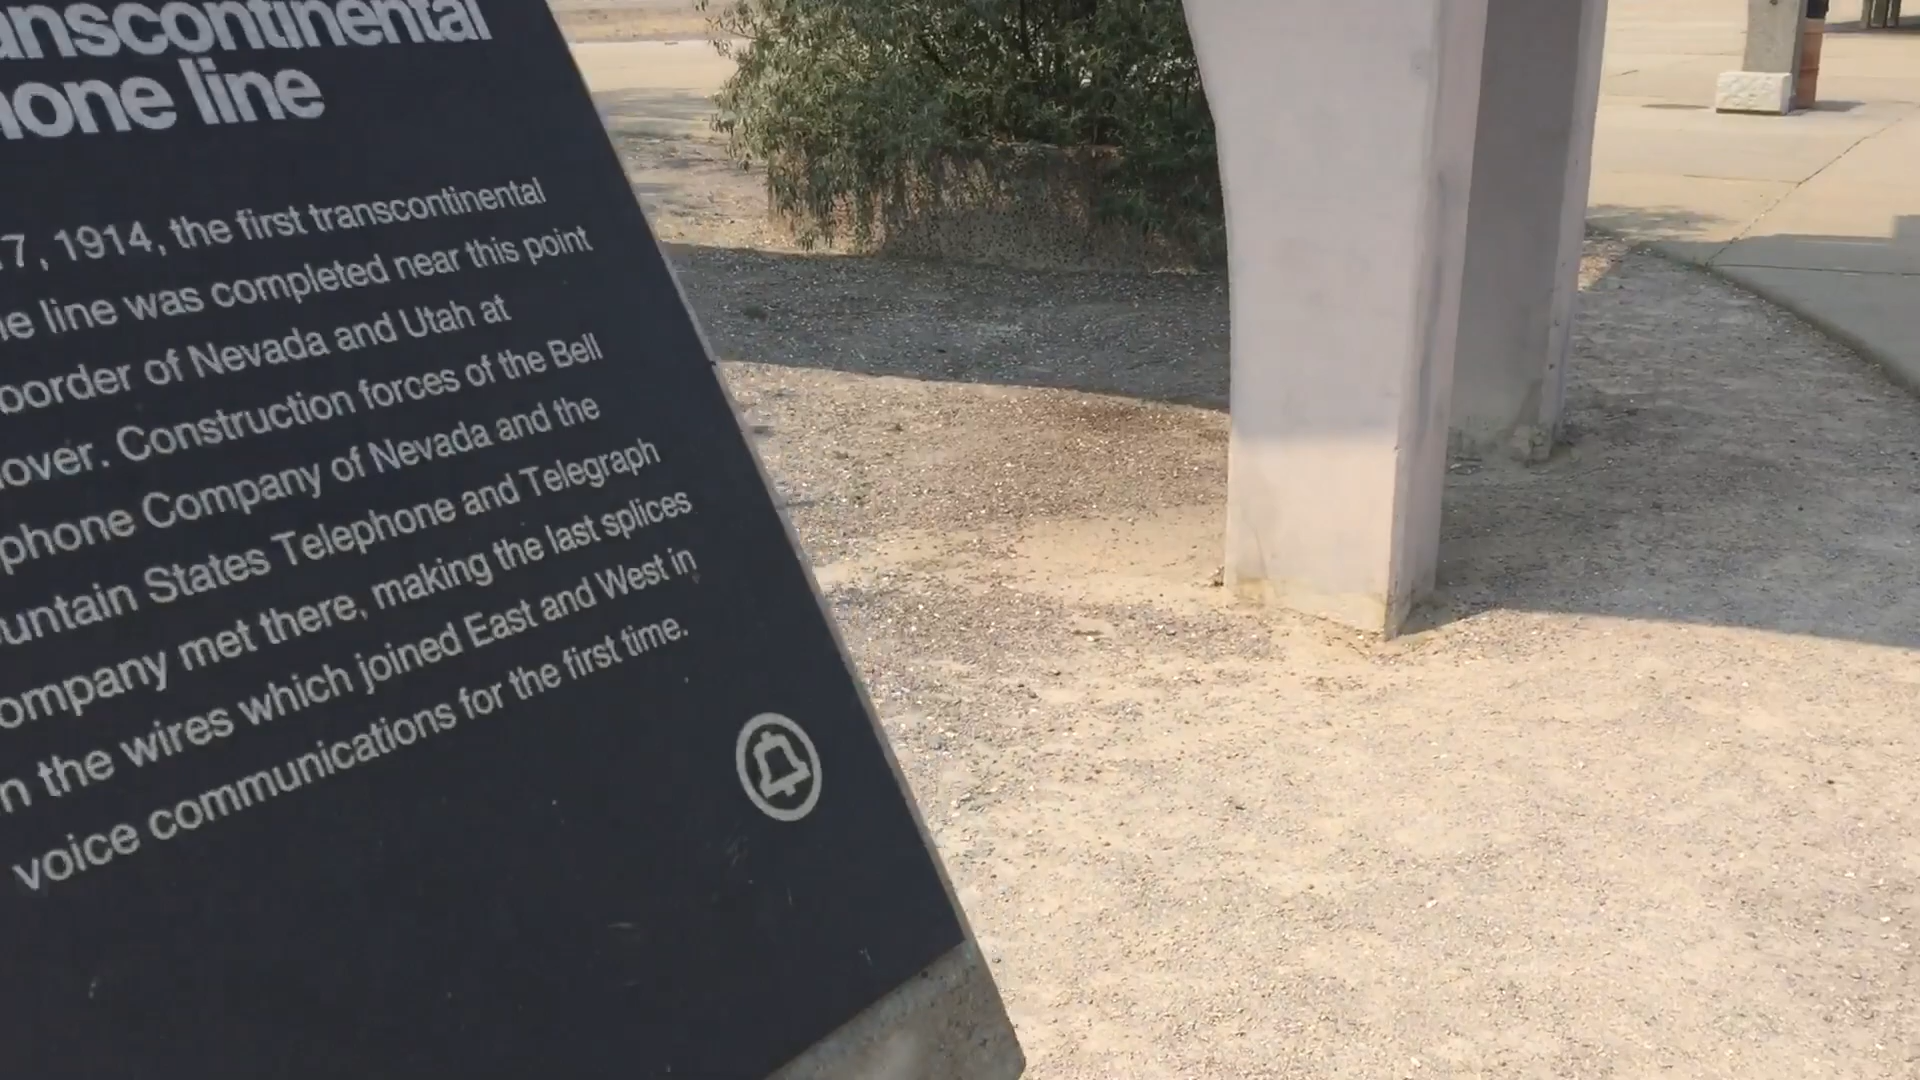 anscontinental
one line
17, 1914, the first transcontinental
line was completed near this point
border of Nevada and Utah at
over. Construction forces of the Bell
phone Company of Nevada and the
untain States Telephone and Telegraph
ompany met there, making the last splices
n the wires which joined East and West in
voice communications for the first time.